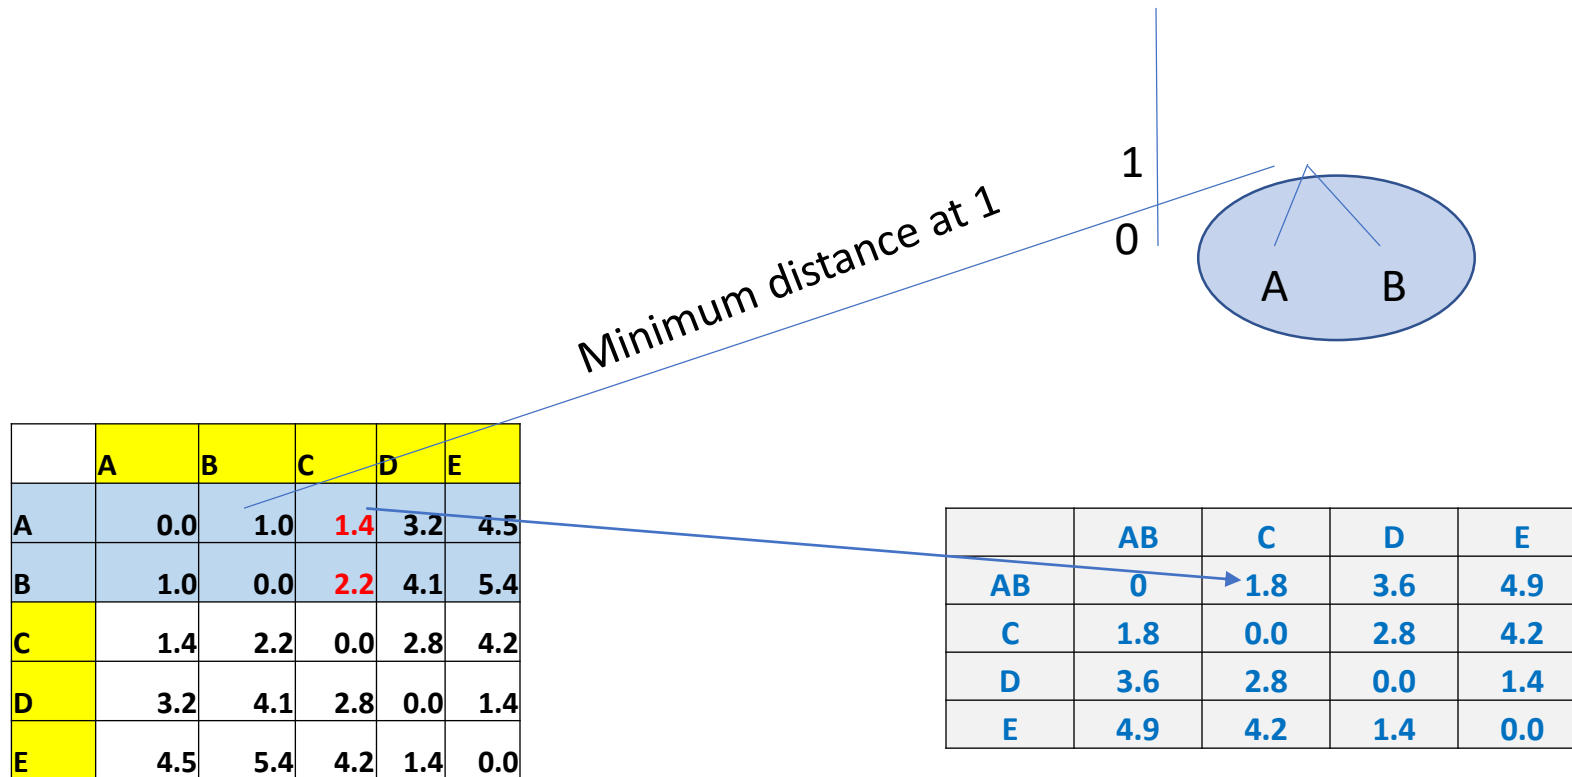 1
0
A B
Minimum distance at 1
A B C D E
A 0.0 1.0 1.4 3.2 4.5
B 1.0 0.0 2.2 4.1 5.4
C 1.4 2.2 0.0 2.8 4.2
D 3.2 4.1 2.8 0.0 1.4
E 4.5 5.4 4.2 1.4 0.0
AB C D E
AB 0 1.8 3.6 4.9
C 1.8 0.0 2.8 4.2
D 3.6 2.8 0.0 1.4
E 4.9 4.2 1.4 0.0